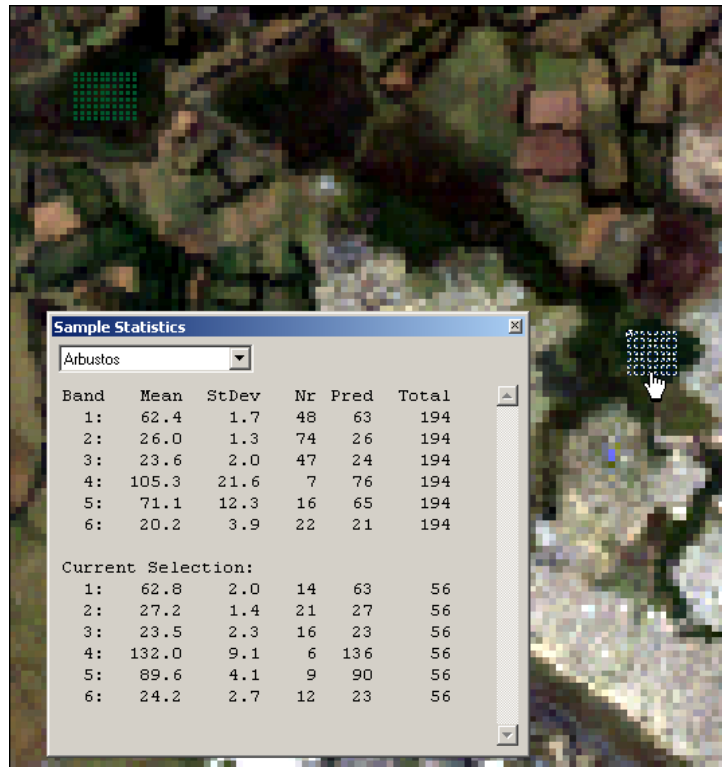 Sample Statistics
Arbustos
Band Mean StDev Nr Pred Total
1: 62.4 1.7 48 63 194
2: 26.0 1.3 74 26 194
3: 23.6 2.0 47 24 194
4: 105.3 21.6 7 76 194
5: 71.1 12.3 16 65 194
6: 20.2 3.9 22 21 194
Current Selection:
1: 62.8 2.0 14 63 56
2: 27.2 1.4 21 27 56
3: 23.5 2.3 16 23 56
4: 132.0 9.1 6 136 56
5: 89.6 4.1 9 90 56
6: 24.2 2.7 12 23 56